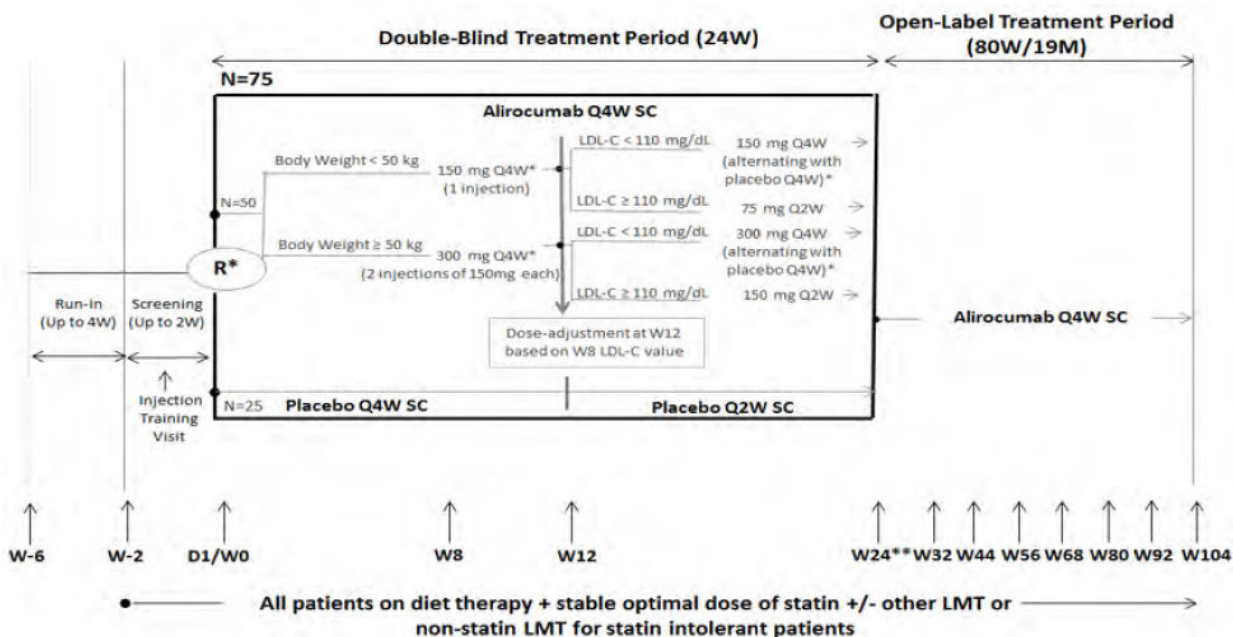 Double-Blind Treatment Period (24W)
Open-Label Treatment Period
(80W/19M)
N=75
Alirocumab Q4W SC
Body Weight < 50 kg
150 mg Q4W*
(1 injection)
LDL-C < 110 mg/dL
150 mg Q4W
(alternating with
placebo Q4W)*
LDL-C ≥ 110 mg/dL
75 mg Q2W
N=50
R*
Body Weight ≥ 50 kg
300 mg Q4W*
(2 injections of 150mg each)
LDL-C < 110 mg/dL
300 mg Q4W
(alternating with
placebo Q4W)*
LDL-C ≥ 110 mg/dL
150 mg Q2W
Run-in
(Up to 4W)
Screening
(Up to 2W)
Injection
Training
Visit
Dose-adjustment at W12
based on W8 LDL-C value
Alirocumab Q4W SC
N=25
Placebo Q4W SC
Placebo Q2W SC
W-6
W-2
D1/W0
W8
W12
W24**
W32
W44
W56
W68
W80
W92
W104
All patients on diet therapy + stable optimal dose of statin +/- other LMT or
non-statin LMT for statin intolerant patients